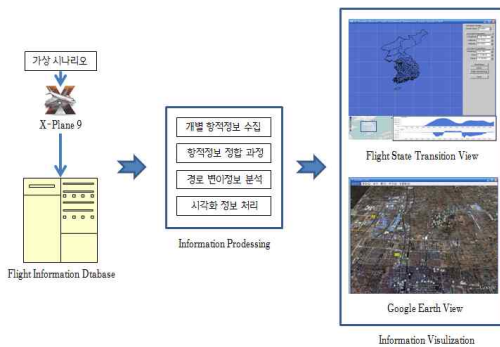 가상 시나리오
X-Plane 9
Flight Information Dtabase
개별 항적정보 수집
항적정보 정합 과정
경로 변이정보 분석
시각화 정보 처리
Information Prodessing
Flight State Transition View
Google Earth View
Information Visulization